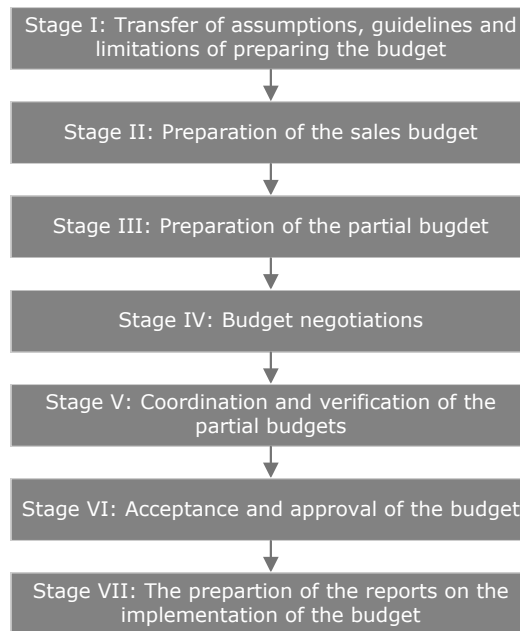 Stage I: Transfer of assumptions, guidelines and
limitations of preparing the budget
Stage II: Preparation of the sales budget
Stage III: Preparation of the partial bugdet
Stage IV: Budget negotiations
Stage V: Coordination and verification of the
partial budgets
Stage VI: Acceptance and approval of the budget
Stage VII: The prepartion of the reports on the
implementation of the budget